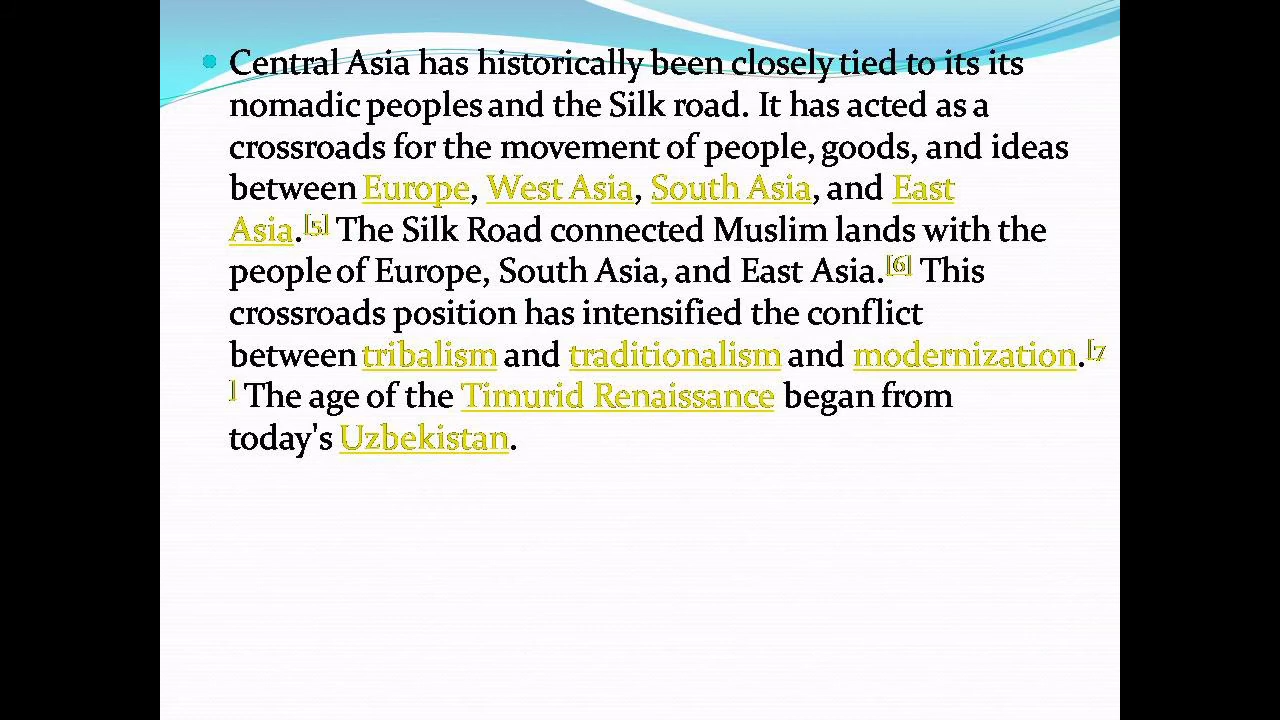 Central Asia has historically been closely tied to its its
nomadic peoples and the Silk road. It has acted as a
crossroads for the movement of people, goods, and ideas
between Europe, West Asia, South Asia, and East
Asia.[5] The Silk Road connected Muslim lands with the
people of Europe, South Asia, and East Asia.[6] This
crossroads position has intensified the conflict
between tribalism and traditionalism and modernization.[7
] The age of the Timurid Renaissance began from
today's Uzbekistan.